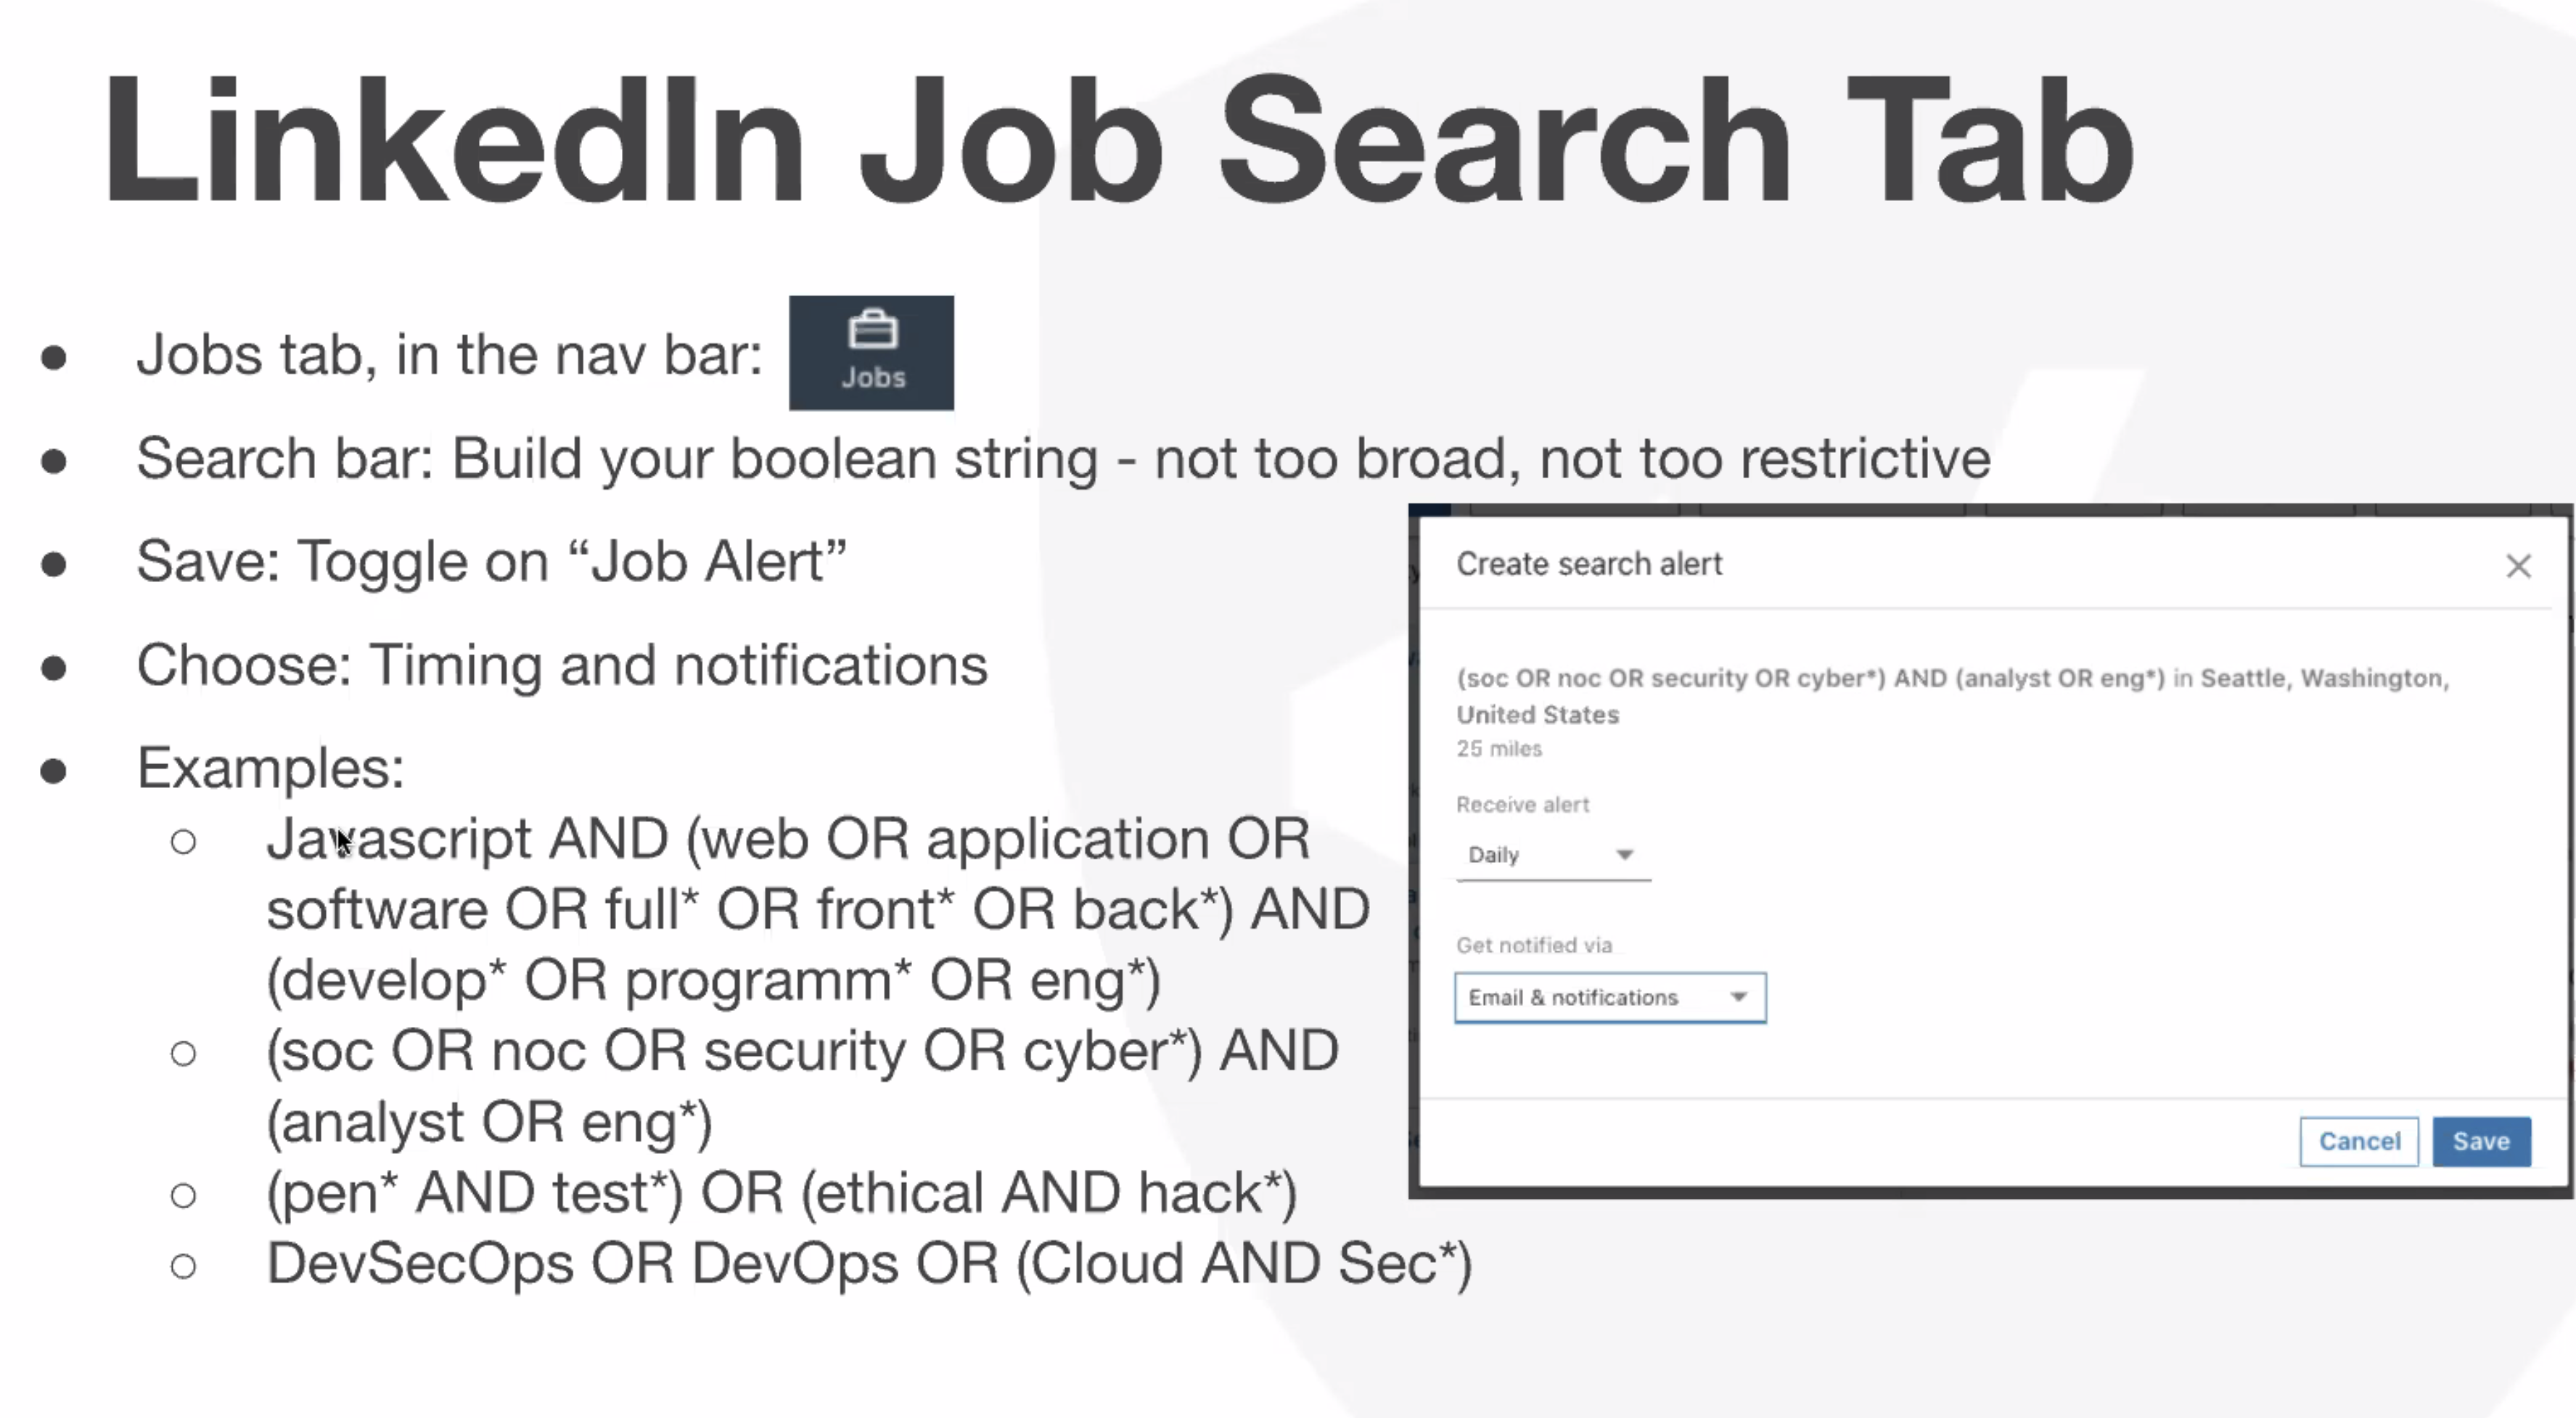 LinkedIn Job Search Tab
● Jobs tab, in the nav bar:
Jobs
● Search bar: Build your boolean string - not too broad, not too restrictive
● Save: Toggle on “Job Alert”
● Choose: Timing and notifications
● Examples:
○ Javascript AND (web OR application OR
software OR full* OR front* OR back*) AND
(develop* OR programm* OR eng*)
○ (soc OR noc OR security OR cyber*) AND
(analyst OR eng*)
○ (pen* AND test*) OR (ethical AND hack*)
○ DevSecOps OR DevOps OR (Cloud AND Sec*)
Create search alert
(soc OR noc OR security OR cyber*) AND (analyst OR eng*) in Seattle, Washington,
United States
25 miles
Receive alert
Daily
Get notified via
Email & notifications
Cancel Save